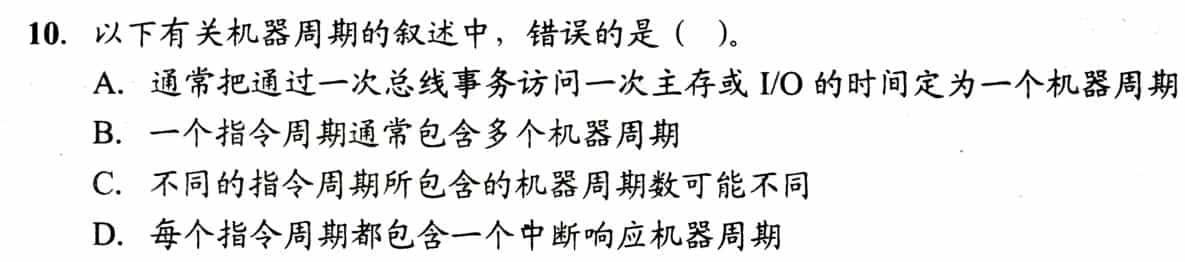 10. 以下有关机器周期的叙述中，错误的是（ ）。
A. 通常把通过一次总线事务访问一次主存或 I/O 的时间定为一个机器周期
B. 一个指令周期通常包含多个机器周期
C. 不同的指令周期所包含的机器周期数可能不同
D. 每个指令周期都包含一个中断响应机器周期